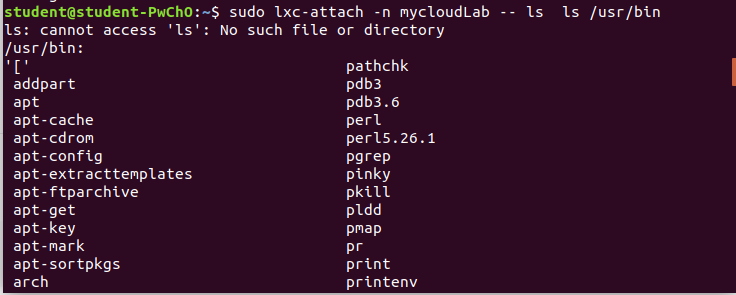 student@student-PwChO:~$ sudo lxc-attach -n mycloudLab -- ls  ls /usr/bin
ls: cannot access 'ls': No such file or directory
/usr/bin:
'['                                   pathchk
 addpart                              pdb3
 apt                                  pdb3.6
 apt-cache                            perl
 apt-cdrom                            perl5.26.1
 apt-config                           pgrep
 apt-extracttemplates                 pinky
 apt-ftparchive                       pkill
 apt-get                              pldd
 apt-key                              pmap
 apt-mark                             pr
 apt-sortpkgs                         print
 arch                                 printenv